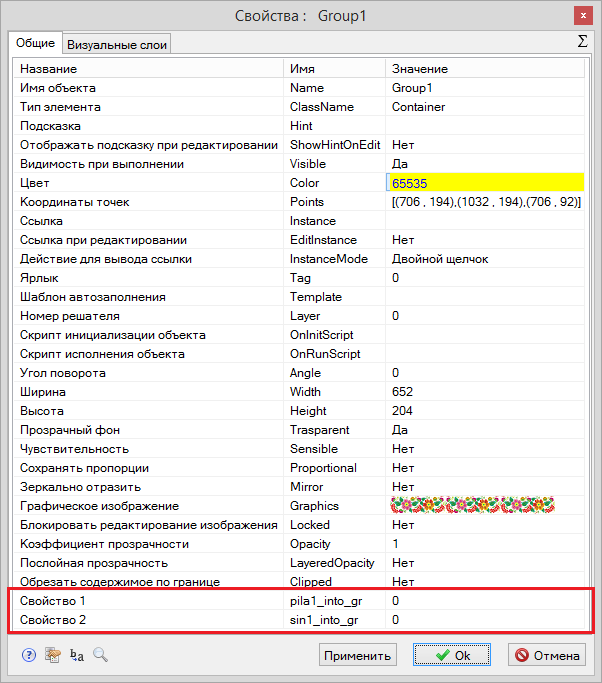 Свойства : Group1
x
Общие Визуальные слои Σ
Название Имя Значение
Имя объекта Name Group1
Тип элемента ClassName Container
Подсказка Hint
Отображать подсказку при редактировании ShowHintOnEdit Нет
Видимость при выполнении Visible Да
Цвет Color 65535
Координаты точек Points [(706 , 194),(1032 , 194),(706 , 92)]
Ссылка Instance
Ссылка при редактировании EditInstance Нет
Действие для вывода ссылки InstanceMode Двойной щелчок
Ярлык Tag 0
Шаблон автозаполнения Template
Номер решателя Layer 0
Скрипт инициализации объекта OnInitScript
Скрипт исполнения объекта OnRunScript
Угол поворота Angle 0
Ширина Width 652
Высота Height 204
Прозрачный фон Trasparent Да
Чувствительность Sensible Нет
Сохранять пропорции Proportional Нет
Зеркально отразить Mirror Нет
Графическое изображение Graphics
Блокировать редактирование изображения Locked Нет
Коэффициент прозрачности Opacity 1
Послойная прозрачность LayeredOpacity Нет
Обрезать содержимое по границе Clipped Нет
Свойство 1 pila1_into_gr 0
Свойство 2 sin1_into_gr 0
? ba Применить Ok Отмена